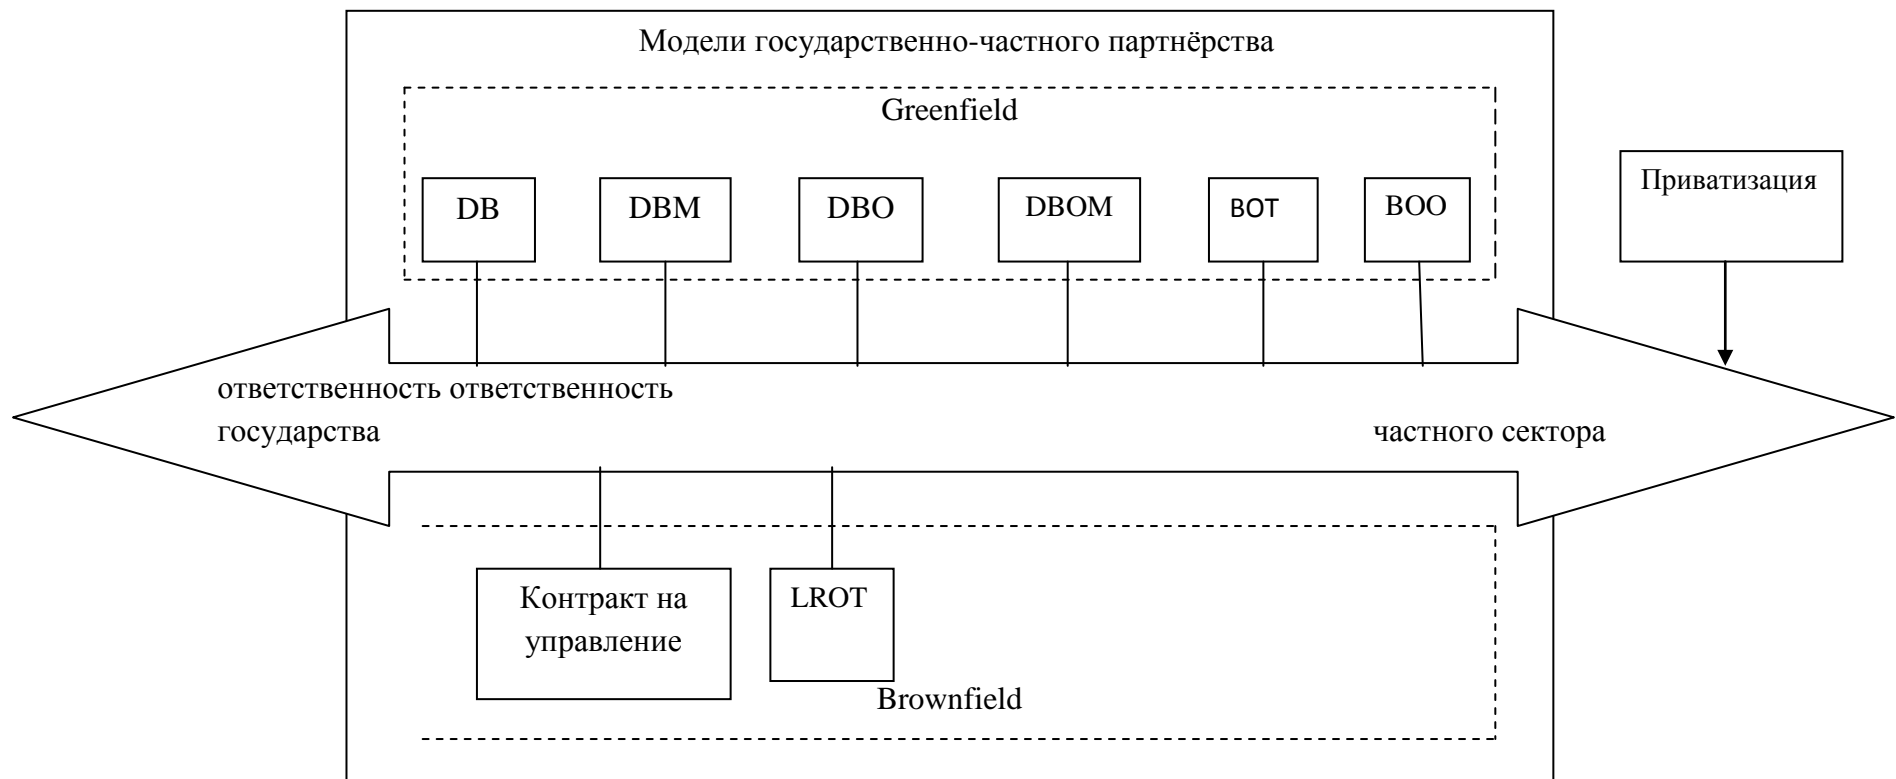 Модели государственно-частного партнёрства
Greenfield
DB
DBM
DBO
DBOM
BOT
BOO
Приватизация
ответственность ответственность
государства
частного сектора
Контракт на
управление
LROT
Brownfield